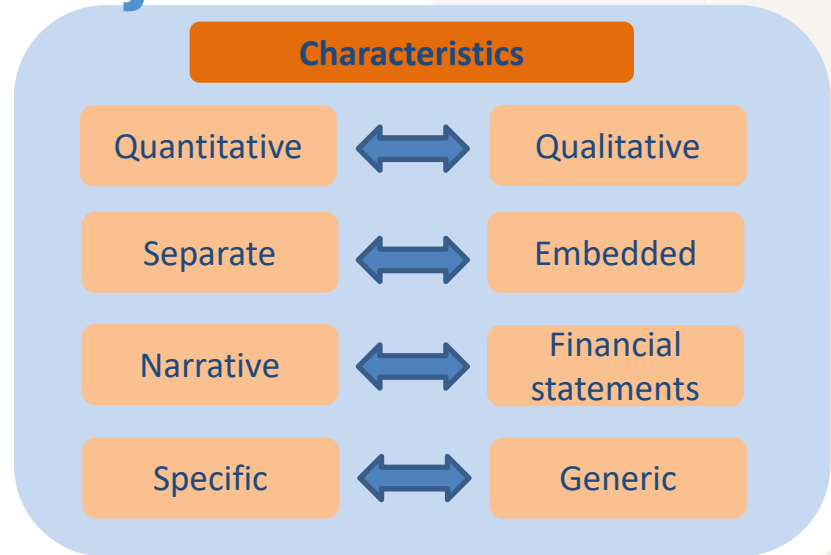 Characteristics
Quantitative
Qualitative
Separate
Embedded
Narrative
Financial
statements
Specific
Generic